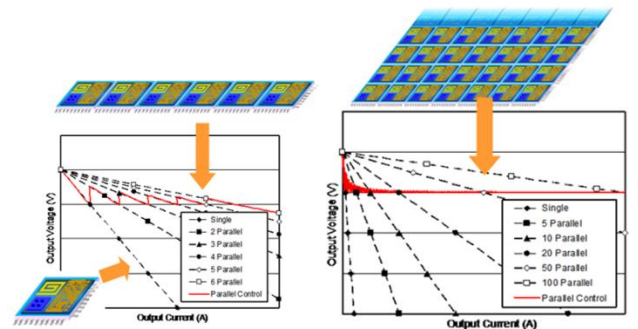 Output Voltage (V)
Single
2 Parallel
3 Parallel
4 Parallel
5 Parallel
6 Parallel
Parallel Control
Output Current (A)
Output Voltage (V)
Single
5 Parallel
10 Parallel
20 Parallel
50 Parallel
100 Parallel
Parallel Control
Output Current (A)